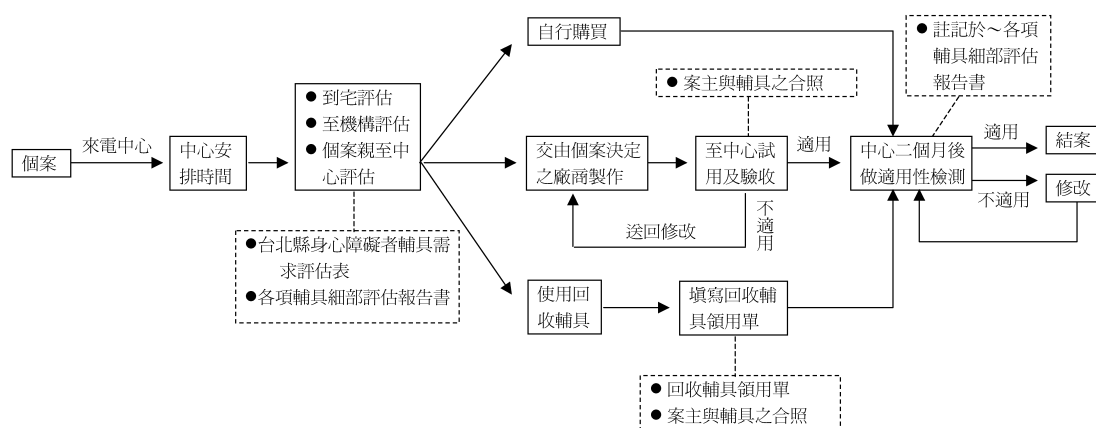 個案
來電中心
中心安
排時間
● 到宅評估
● 至機構評估
● 個案親至中
心評估
●台北縣身心障礙者輔具需
求評估表
●各項輔具細部評估報告書
自行購買
交由個案決定
之廠商製作
● 案主與輔具之合照
至中心試
用及驗收
適用
不適用
送回修改
使用回
收輔具
填寫回收輔
具領用單
● 回收輔具領用單
● 案主與輔具之合照
● 註記於～各項
輔具細部評估
報告書
中心二個月後
做適用性檢測
適用
結案
不適用
修改